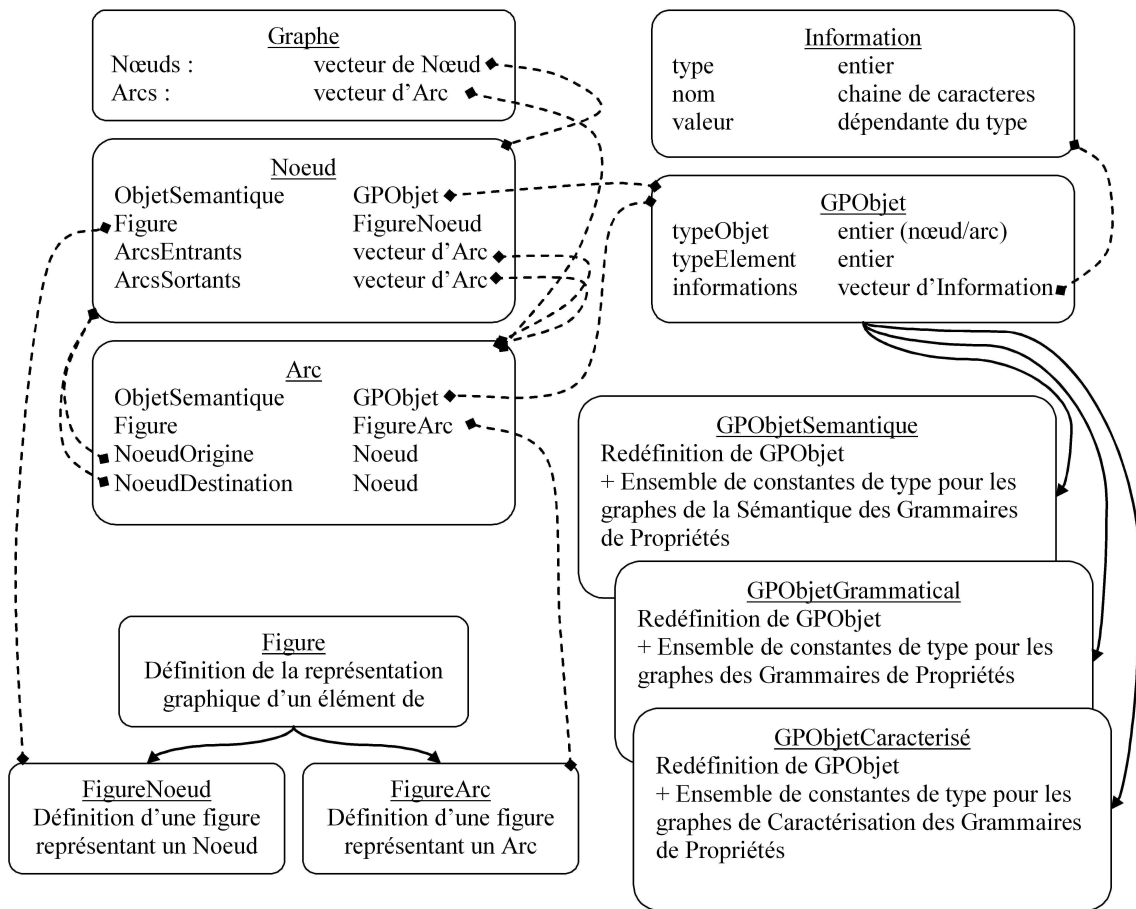 Graphe
Nœuds : vecteur de Nœud
Arcs : vecteur d’Arc
Noeud
ObjetSemantique GPObjet
Figure FigureNoeud
ArcsEntrants vecteur d’Arc
ArcsSortants vecteur d’Arc
Arc
ObjetSemantique GPObjet
Figure FigureArc
NoeudOrigine Noeud
NoeudDestination Noeud
Information
type entier
nom chaine de caracteres
valeur dépendante du type
GPObjet
typeObjet entier (nœud/arc)
typeElement entier
informations vecteur d’Information
GPObjetSemantique
Redéfinition de GPObjet
+ Ensemble de constantes de type pour les
graphes de la Sémantique des Grammaires
de Propriétés
GPObjetGrammatical
Redéfinition de GPObjet
+ Ensemble de constantes de type pour les
graphes des Grammaires de Propriétés
GPObjetCaracterisé
Redéfinition de GPObjet
+ Ensemble de constantes de type pour les
graphes de Caractérisation des Grammaires
de Propriétés
Figure
Définition de la représentation
graphique d’un élément de
FigureNoeud
Définition d’une figure
représentant un Noeud
FigureArc
Définition d’une figure
représentant un Arc